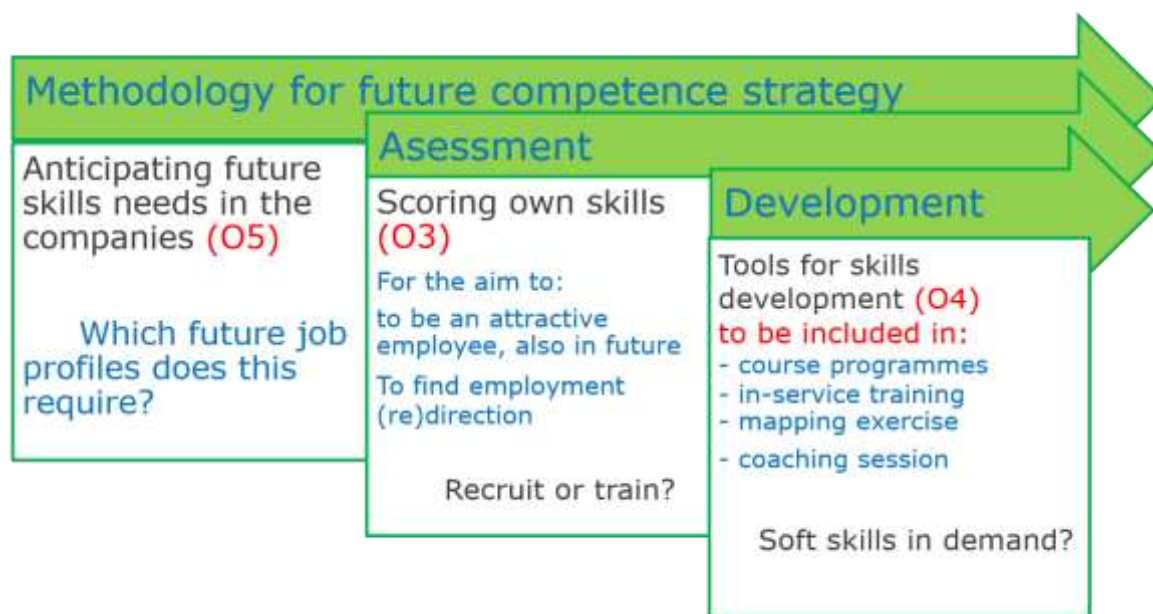 Methodology for future competence strategy
Anticipating future
skills needs in the
companies (O5)
Which future job
profiles does this
require?
Asessment
Scoring own skills
(O3)
For the aim to:
to be an attractive
employee, also in future
To find employment
(re)direction
Recruit or train?
Development
Tools for skills
development (O4)
to be included in:
- course programmes
- in-service training
- mapping exercise
- coaching session
Soft skills in demand?